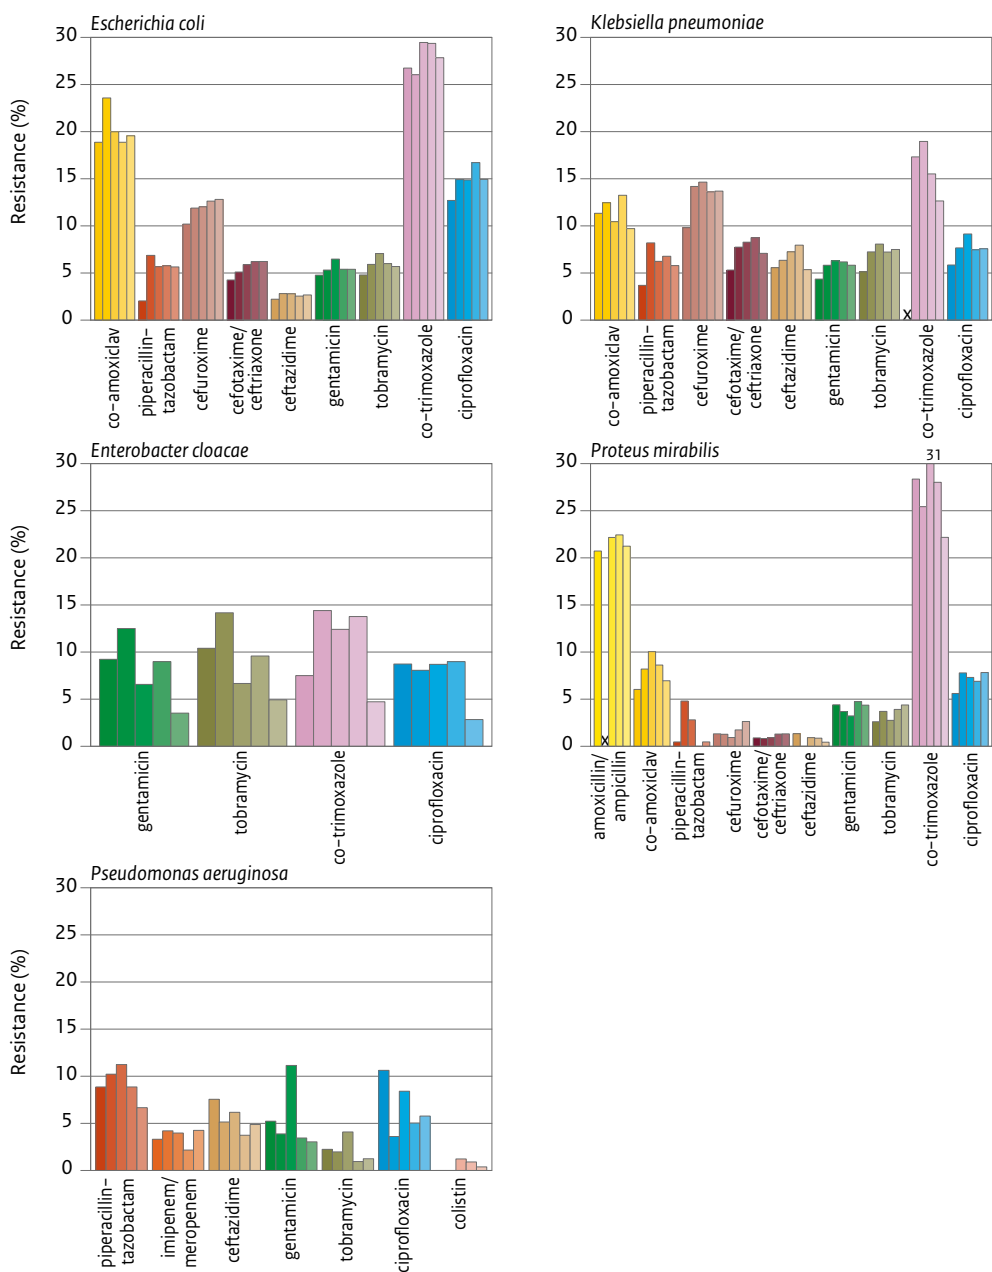 Escherichia coli
Resistance (%)
30
25
20
15
10
5
0
co-amoxiclav
piperacillin-
tazobactam
cefuroxime
cefotaxime/
ceftriaxone
ceftazidime
gentamicin
tobramycin
co-trimoxazole
ciprofloxacin
Klebsiella pneumoniae
30
25
20
15
10
5
0
x
co-amoxiclav
piperacillin-
tazobactam
cefuroxime
cefotaxime/
ceftriaxone
ceftazidime
gentamicin
tobramycin
co-trimoxazole
ciprofloxacin
Enterobacter cloacae
Resistance (%)
30
25
20
15
10
5
0
gentamicin
tobramycin
co-trimoxazole
ciprofloxacin
Proteus mirabilis
31
30
25
20
15
10
5
0
x
amoxicillin/
ampicillin
co-amoxiclav
piperacillin-
tazobactam
cefuroxime
cefotaxime/
ceftriaxone
ceftazidime
gentamicin
tobramycin
co-trimoxazole
ciprofloxacin
Pseudomonas aeruginosa
Resistance (%)
30
25
20
15
10
5
0
piperacillin-
tazobactam
imipenem/
meropenem
ceftazidime
gentamicin
tobramycin
ciprofloxacin
colistin